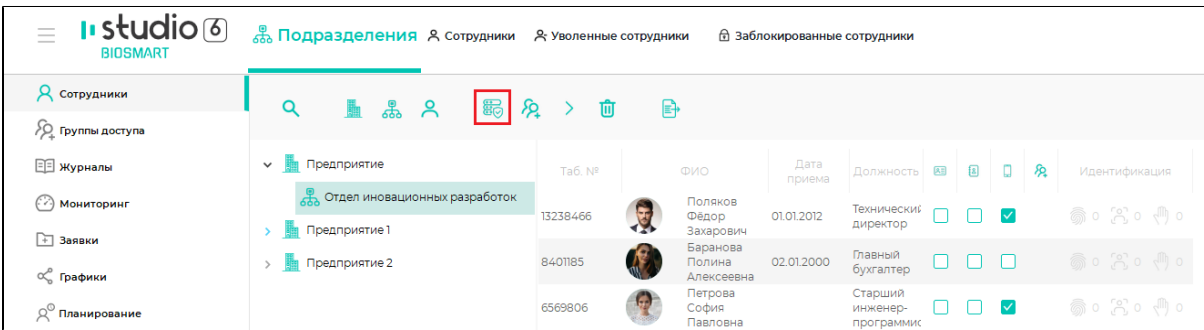 studio 6
BIOSMART
Подразделения Сотрудники Уволенные сотрудники Заблокированные сотрудники
Сотрудники
Группы доступа
Журналы
Мониторинг
Заявки
Графики
Планирование
Предприятие
Отдел иновационных разработок
Предприятие 1
Предприятие 2
Таб. № ФИО Дата приема Должность Идентификация
13238466 Поляков Фёдор Захарович 01.01.2012 Технический директор 0 0 0
8401185 Баранова Полина Алексеевна 02.01.2000 Главный бухгалтер 0 0 0
6569806 Петрова София Павловна Старший инженер-программис 0 0 0